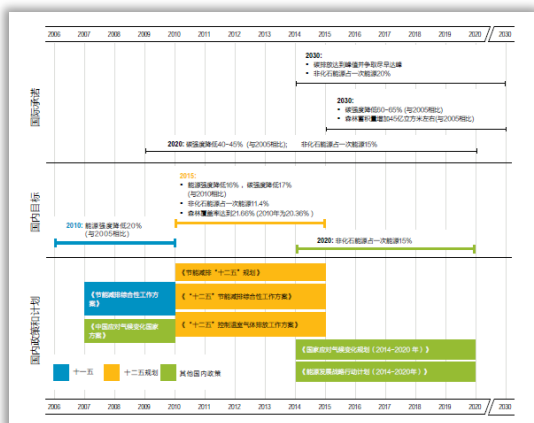 2006 2007 2008 2009 2010 2011 2012 2013 2014 2015 2016 2017 2018 2019 2020 2030
国际承诺
2030:
• 碳排放达到峰值并争取尽早达峰
• 非化石能源占一次能源20%
2030:
• 碳强度降低60-65% (与2005相比)
• 森林蓄积量增加45亿立方米左右(与2005相比)
2020: 碳强度降低40-45% (与2005相比); 非化石能源占一次能源15%
国内目标
2015:
• 能源强度降低16% ，碳强度降低17%
(与2010相比)
• 非化石能源占一次能源11.4%
• 森林覆盖率达到21.66% (2010年为20.36% )
2010: 能源强度降低20%
(与2005相比)
2020: 非化石能源占一次能源15%
国内政策和计划
《节能减排“十二五”规划》
《节能减排综合性工作方
案》
《“十二五”节能减排综合性工作方案》
《中国应对气候变化国家
方案》
《“十二五”控制温室气体排放工作方案》
《国家应对气候变化规划（2014-2020年）》
《能源发展战略行动计划（2014-2020年）》
十一五 十二五规划 其他国内政策
2006 2007 2008 2009 2010 2011 2012 2013 2014 2015 2016 2017 2018 2019 2020 2030